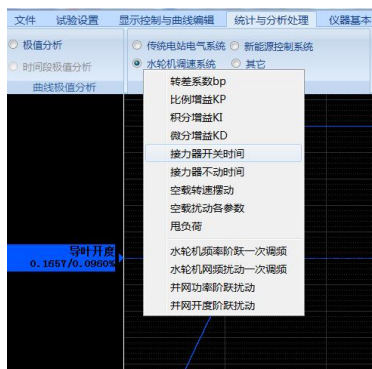 文件 试验设置 显示控制与曲线编辑 统计与分析处理 仪器基本
极值分析
传统电站电气系统 新能源控制系统
时间段极值分析
水轮机调速系统 其它
曲线极值分析
转差系数bp
比例增益KP
积分增益KI
微分增益KD
接力器开关时间
接力器不动时间
空载转速摆动
空载扰动各参数
甩负荷
水轮机频率阶跃一次调频
水轮机网频扰动一次调频
并网功率阶跃扰动
并网开度阶跃扰动
导叶开度
0.1657/0.0960%